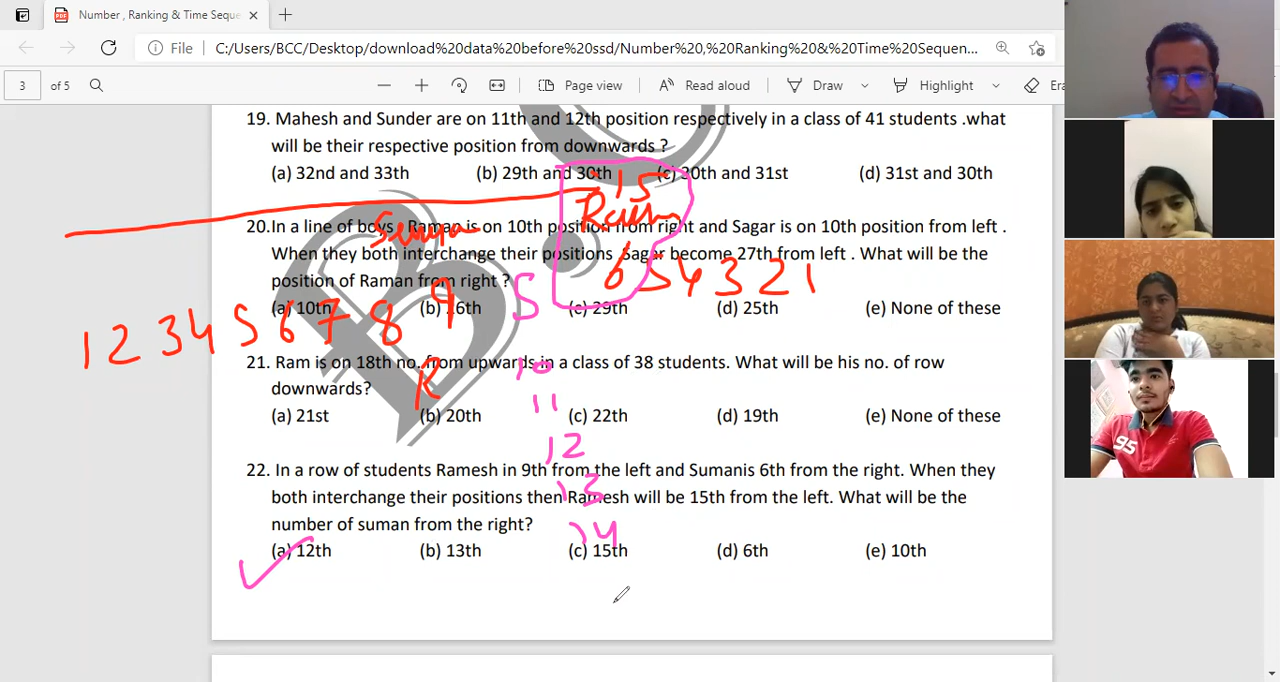 Number , Ranking & Time Seque
File
C:/Users/BCC/Desktop/download%20data%20before%20ssd/Number%20,%20Ranking%20&%20Time%20Sequen...
3 of 5
Page view
Read aloud
Draw
Highlight
Era
19. Mahesh and Sunder are on 11th and 12th position respectively in a class of 41 students .what
will be their respective position from downwards ?
(a) 32nd and 33th (b) 29th and 30th (c) 30th and 31st (d) 31st and 30th
15
20.In a line of boys , Raman is on 10th position from right and Sagar is on 10th position from left .
When they both interchange their positions ,Sagar become 27th from left . What will be the
position of Raman from right ?
6 5 4 3 2 1
S
(a) 10th (b) 26th (c) 29th (d) 25th (e) None of these
1 2 3 4 5 6 7 8 9
21. Ram is on 18th no. from upwards in a class of 38 students. What will be his no. of row
downwards?
10
R
11
(a) 21st (b) 20th (c) 22th (d) 19th (e) None of these
12
22. In a row of students Ramesh in 9th from the left and Sumanis 6th from the right. When they
both interchange their positions then Ramesh will be 15th from the left. What will be the
number of suman from the right?
13
14
(a) 12th (b) 13th (c) 15th (d) 6th (e) 10th
95